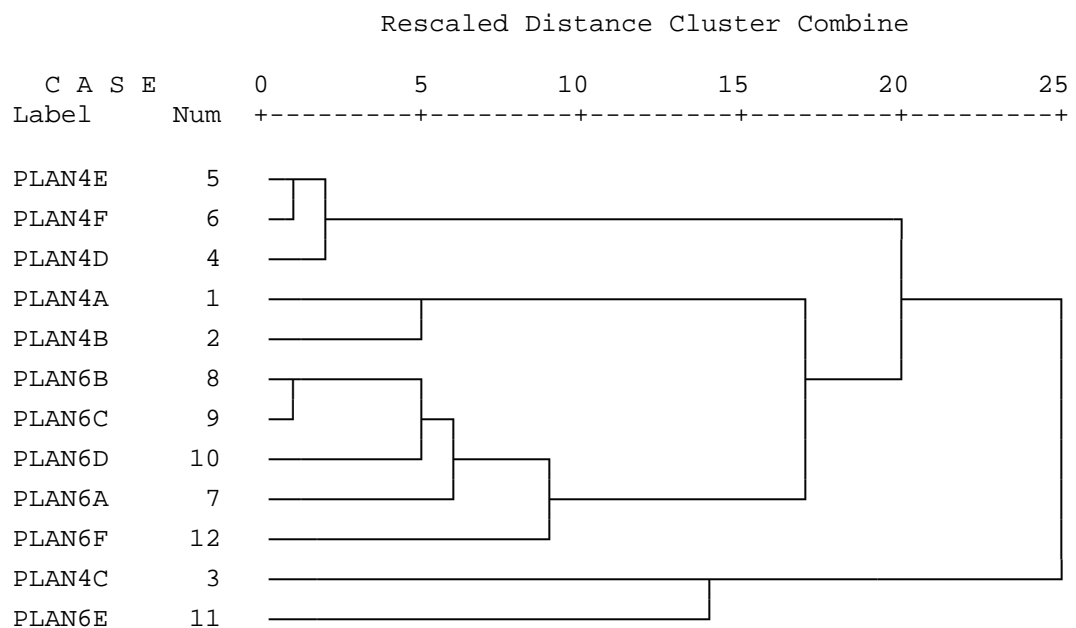 Rescaled Distance Cluster Combine
C A S E 0 5 10 15 20 25
Label Num +---------+---------+---------+---------+---------+
PLAN4E 5
PLAN4F 6
PLAN4D 4
PLAN4A 1
PLAN4B 2
PLAN6B 8
PLAN6C 9
PLAN6D 10
PLAN6A 7
PLAN6F 12
PLAN4C 3
PLAN6E 11